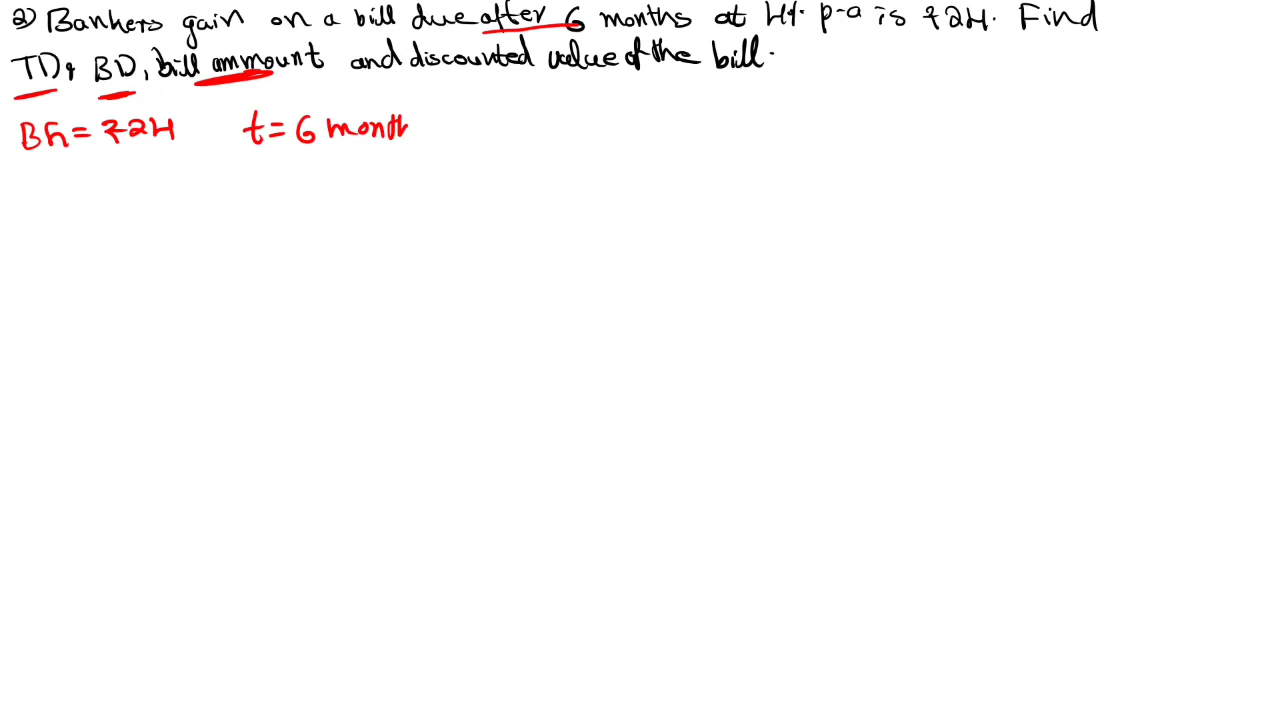 2) Bankers gain on a bill due after 6 months at 4%. p-a is ₹24. Find
TD, BD, bill ammount and discounted value of the bill.
BG = ₹24 t = 6 month